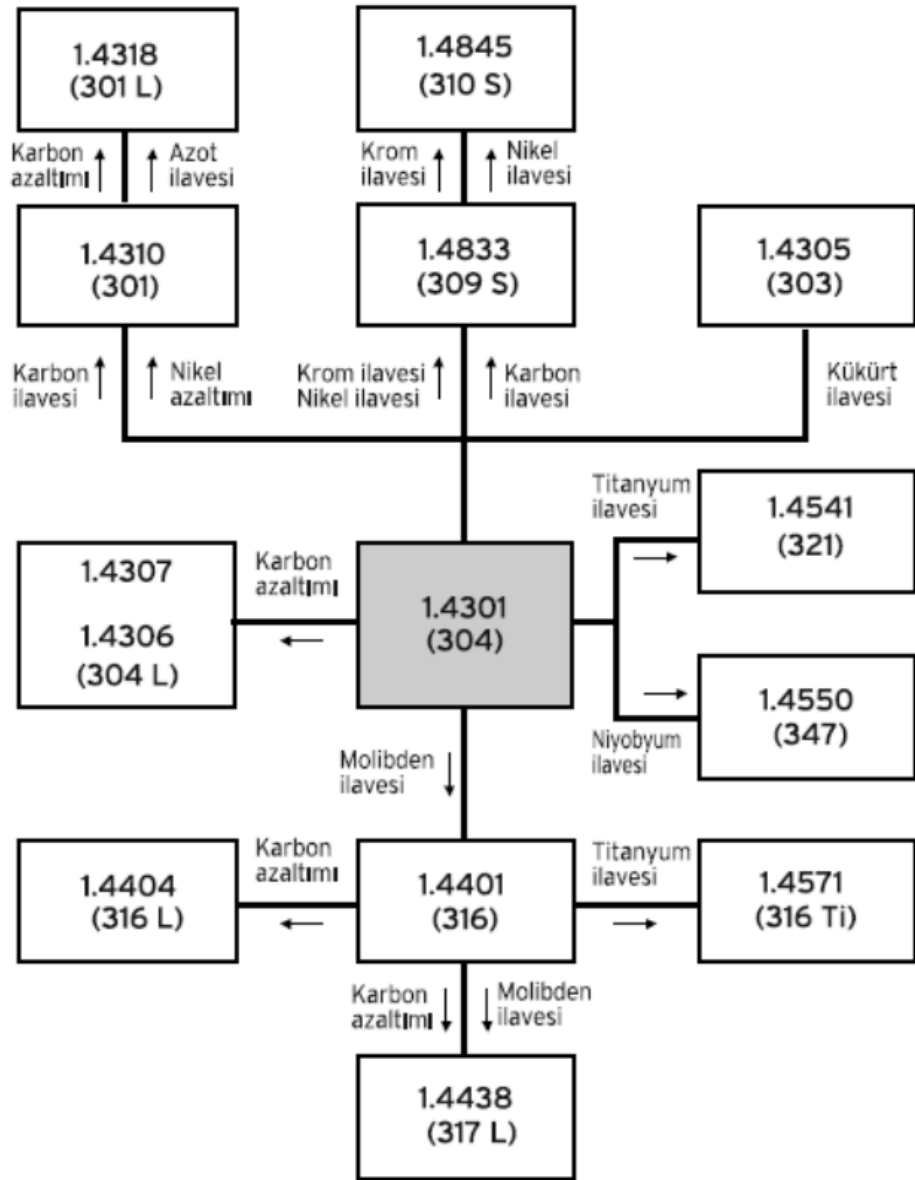 1.4318
(301 L)
1.4845
(310 S)
Karbon
azaltımı
Azot
ilavesi
Krom
ilavesi
Nikel
ilavesi
1.4310
(301)
1.4833
(309 S)
1.4305
(303)
Karbon
ilavesi
Nikel
azaltımı
Krom ilavesi
Nikel ilavesi
Karbon
ilavesi
Kükürt
ilavesi
Titanyum
ilavesi
1.4541
(321)
1.4307
1.4306
(304 L)
Karbon
azaltımı
1.4301
(304)
Niyobyum
ilavesi
1.4550
(347)
Molibden
ilavesi
1.4404
(316 L)
Karbon
azaltımı
1.4401
(316)
Titanyum
ilavesi
1.4571
(316 Ti)
Karbon
azaltımı
Molibden
ilavesi
1.4438
(317 L)